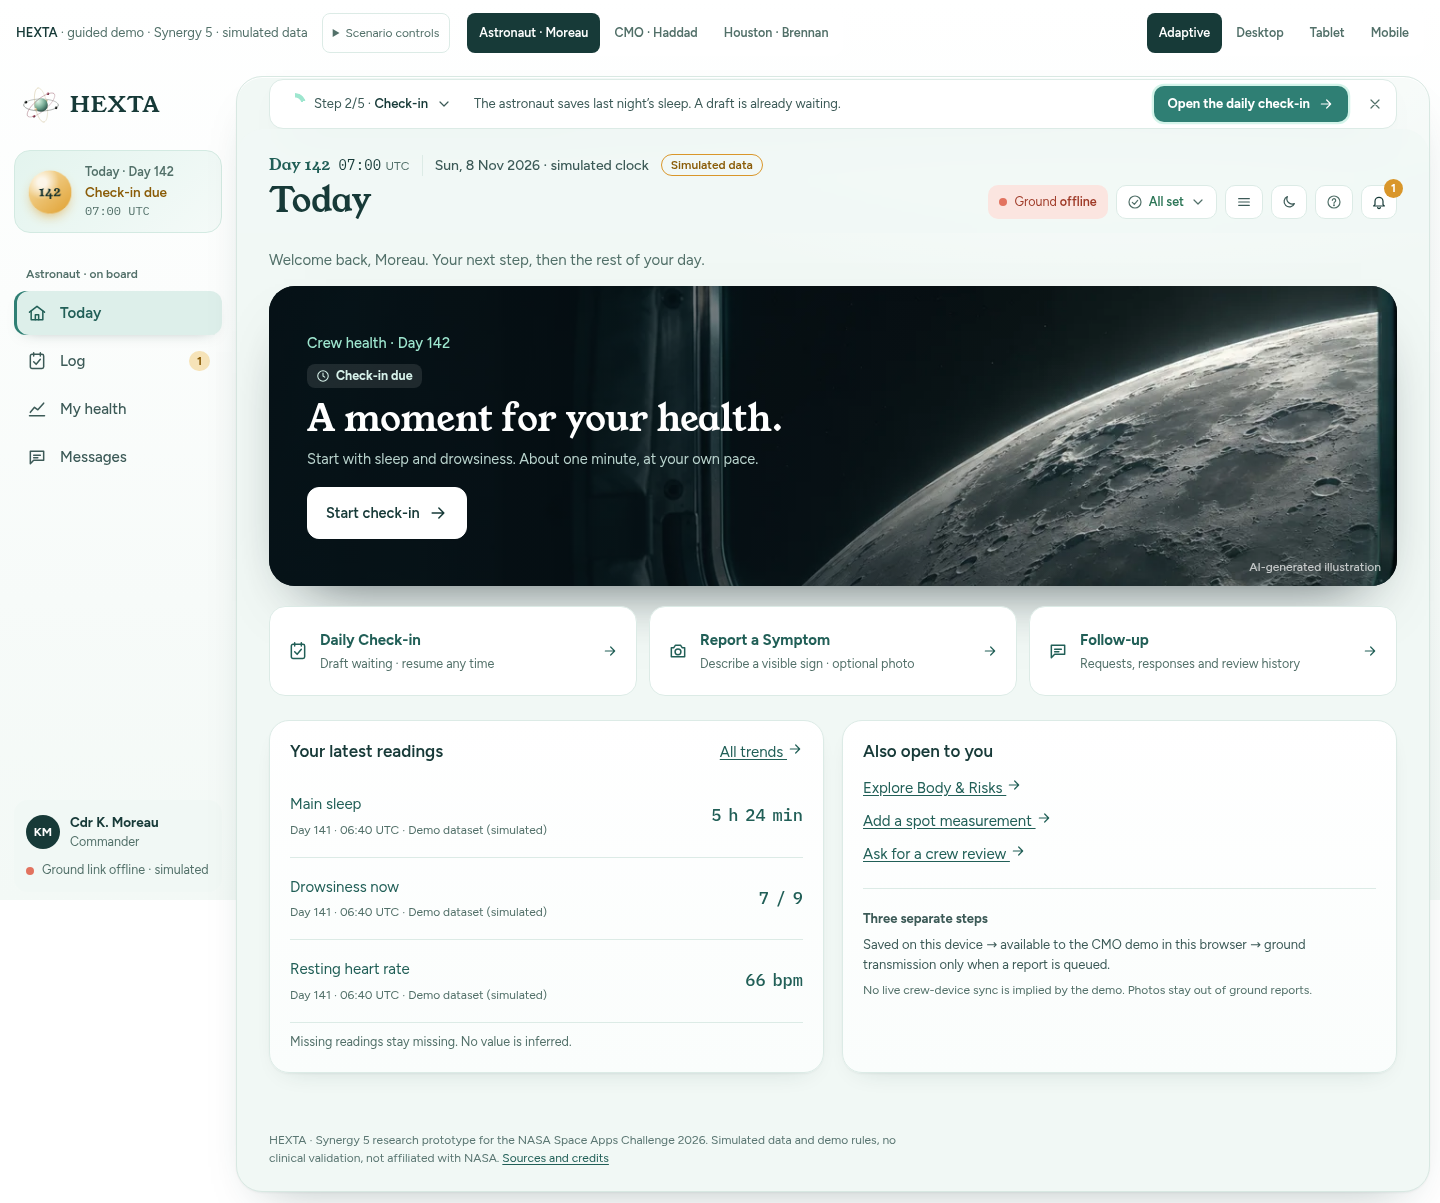 HEXTA · guided demo · Synergy 5 · simulated data
Scenario controls
Astronaut · Moreau
CMO · Haddad
Houston · Brennan
Adaptive
Desktop
Tablet
Mobile
HEXTA
142
Today · Day 142
Check-in due
07:00 UTC
Astronaut · on board
Today
Log
1
My health
Messages
KM
Cdr K. Moreau
Commander
Ground link offline · simulated
Step 2/5 · Check-in
The astronaut saves last night’s sleep. A draft is already waiting.
Open the daily check-in
Day 142 07:00 UTC
Sun, 8 Nov 2026 · simulated clock
Simulated data
Today
Ground offline
All set
1
Welcome back, Moreau. Your next step, then the rest of your day.
Crew health · Day 142
Check-in due
A moment for your health.
Start with sleep and drowsiness. About one minute, at your own pace.
Start check-in
AI-generated illustration
Daily Check-in
Draft waiting · resume any time
Report a Symptom
Describe a visible sign · optional photo
Follow-up
Requests, responses and review history
Your latest readings
All trends
Main sleep
Day 141 · 06:40 UTC · Demo dataset (simulated)
5 h 24 min
Drowsiness now
Day 141 · 06:40 UTC · Demo dataset (simulated)
7 / 9
Resting heart rate
Day 141 · 06:40 UTC · Demo dataset (simulated)
66 bpm
Missing readings stay missing. No value is inferred.
Also open to you
Explore Body & Risks
Add a spot measurement
Ask for a crew review
Three separate steps
Saved on this device → available to the CMO demo in this browser → ground
transmission only when a report is queued.
No live crew-device sync is implied by the demo. Photos stay out of ground reports.
HEXTA · Synergy 5 research prototype for the NASA Space Apps Challenge 2026. Simulated data and demo rules, no
clinical validation, not affiliated with NASA. Sources and credits